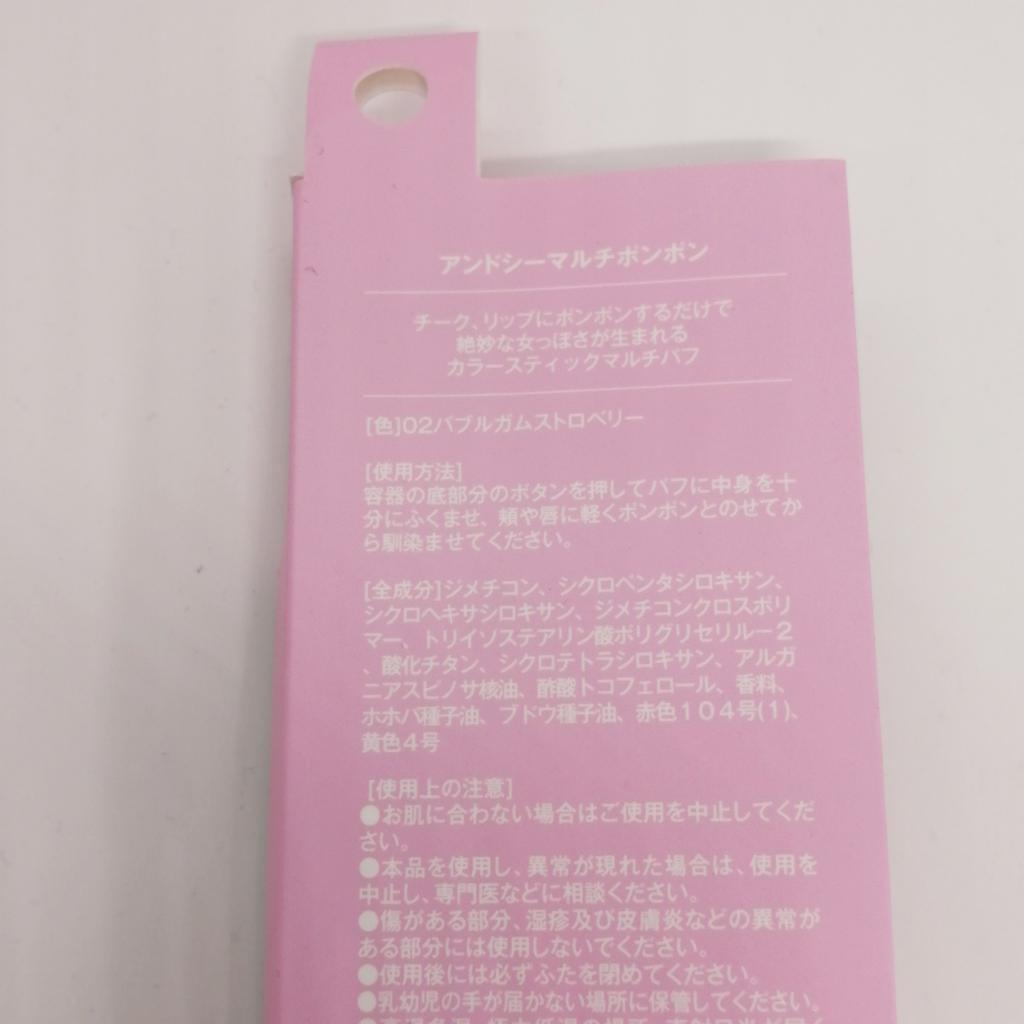 アンドシーマルチポンポン
チーク、リップにポンポンするだけで
絶妙な女っぽさが生まれる
カラースティックマルチパフ
[色]02バブルガムストロベリー
[使用方法]
容器の底部分のボタンを押してパフに中身を十
分にふくませ、頬や唇に軽くポンポンとのせてか
ら馴染ませてください。
[全成分]ジメチコン、シクロペンタシロキサン、
シクロヘキサシロキサン、ジメチコンクロスポリ
マー、トリイソステアリン酸ポリグリセリル－２
、酸化チタン、シクロテトラシロキサン、アルガ
ニアスピノサ核油、酢酸トコフェロール、香料、
ホホバ種子油、ブドウ種子油、赤色１０４号(１)、
黄色４号
[使用上の注意]
●お肌に合わない場合はご使用を中止してくだ
さい。
●本品を使用し、異常が現れた場合は、使用を
中止し、専門医などに相談ください。
●傷がある部分、湿疹及び皮膚炎などの異常が
ある部分には使用しないでください。
●使用後には必ずふたを閉めてください。
●乳幼児の手が届かない場所に保管してください。